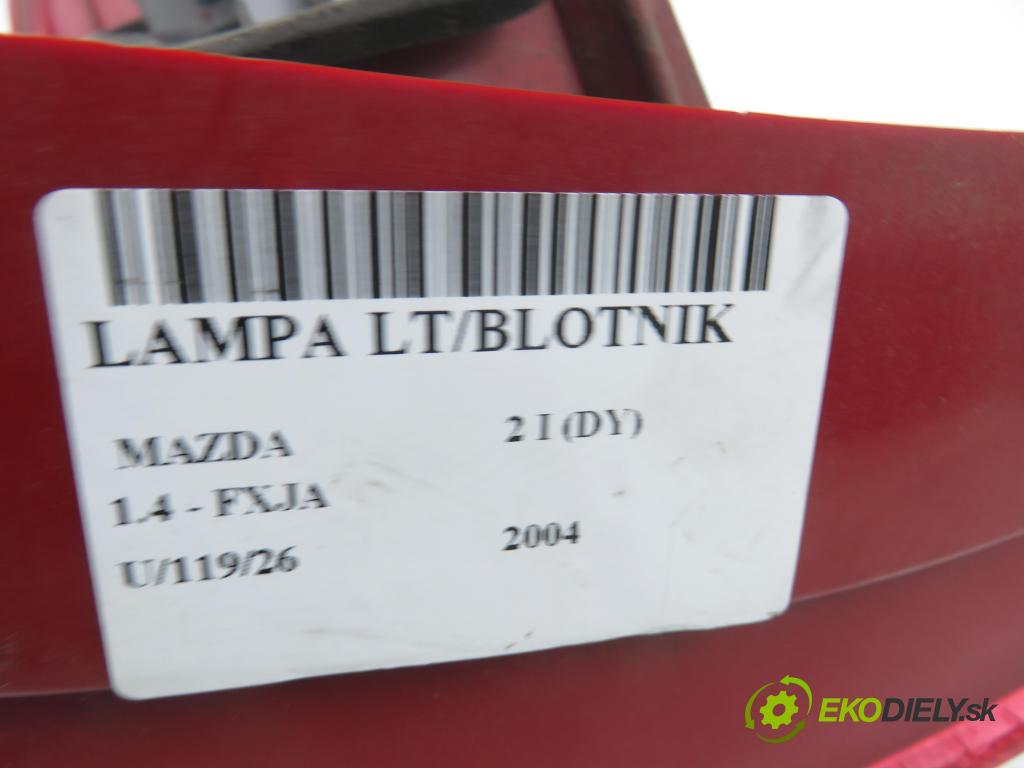 LAMPA LT/BLOTNIK
MAZDA 2 I (DY)
1.4 - FXJA
U/119/26 2004
EKODIELY.sk